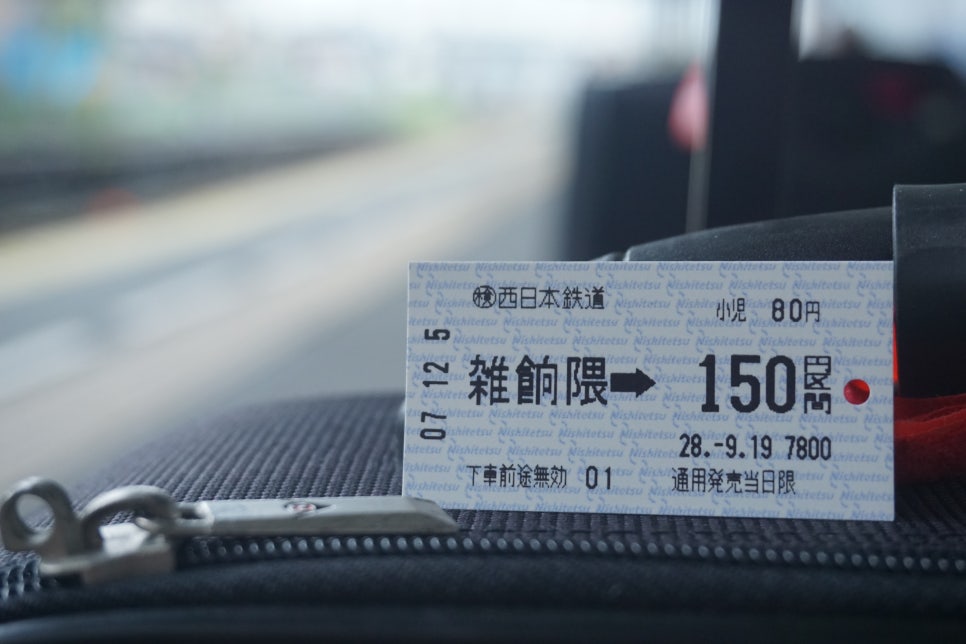 ㊝西日本鉄道
小児 80円
07 12 5
雑餉隈➡ 150円区間
28.-9.19 7800
下車前途無効 01
通用発売当日限
Nishitetsu